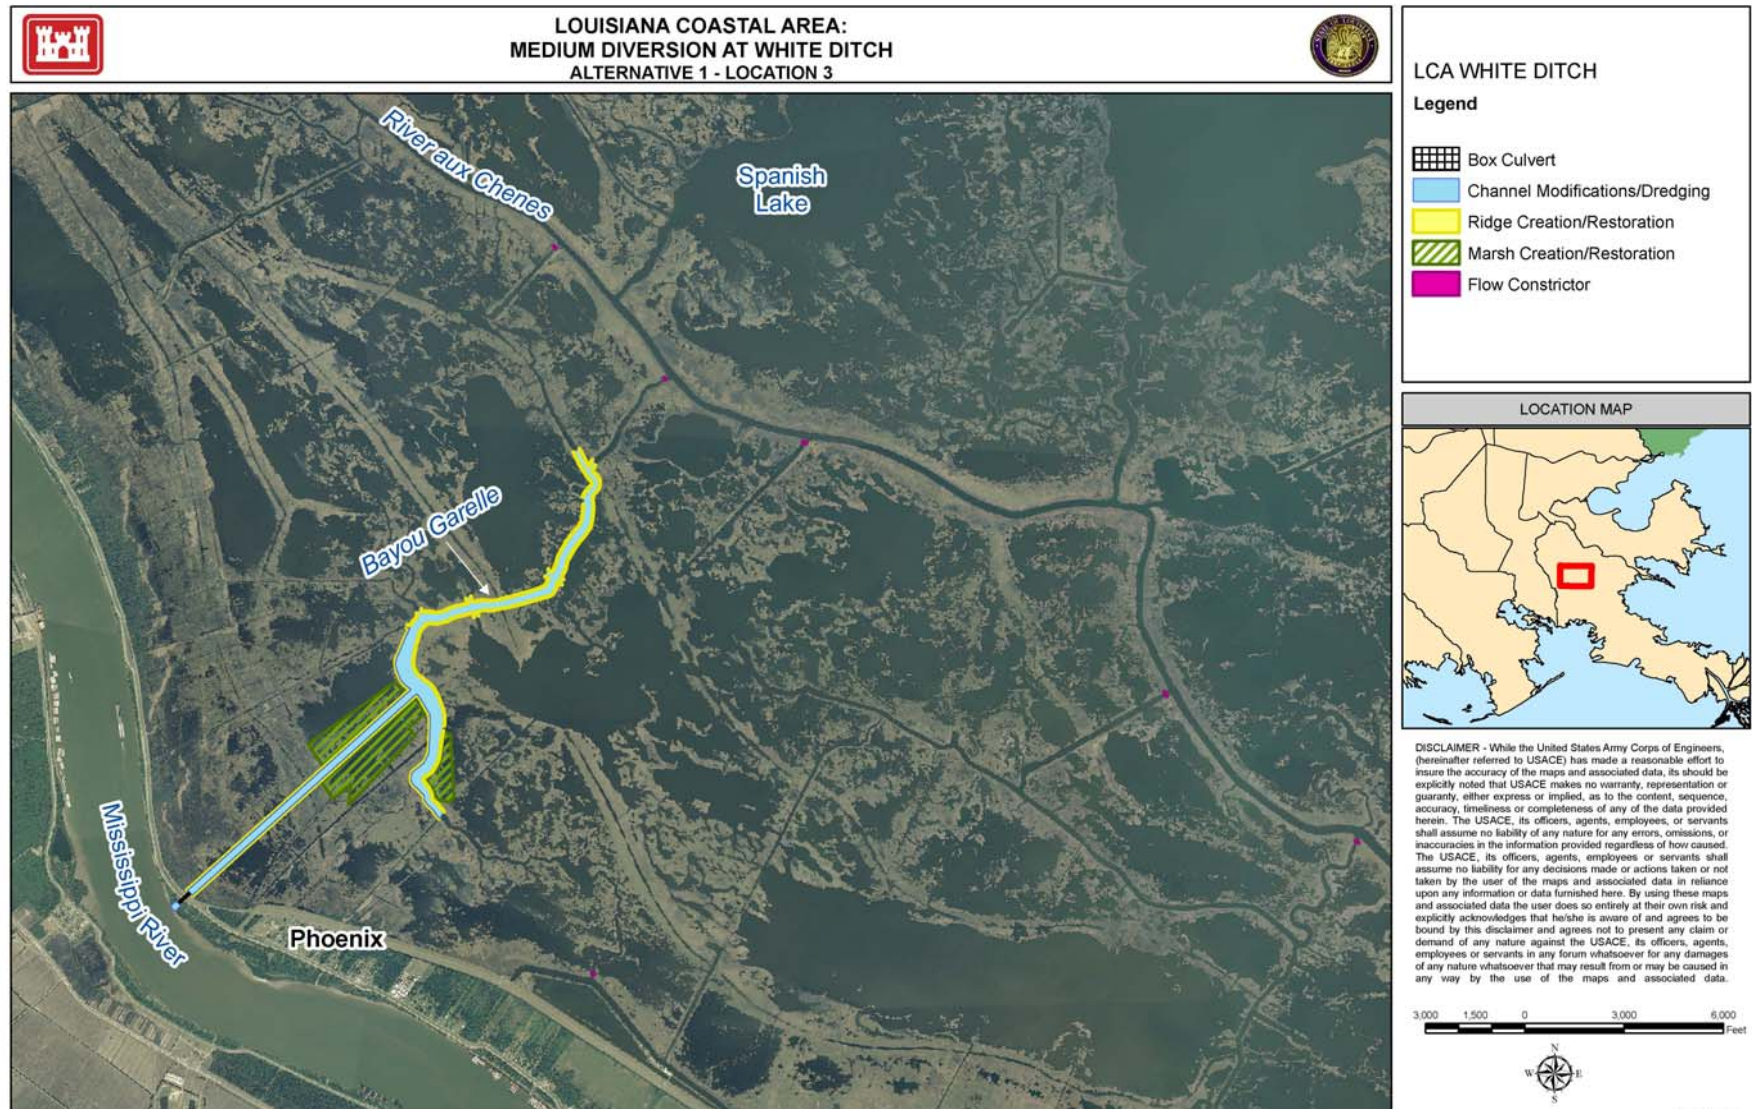 LOUISIANA COASTAL AREA:
MEDIUM DIVERSION AT WHITE DITCH
ALTERNATIVE 1 - LOCATION 3
River aux Chenes
Spanish
Lake
Bayou Garelle
Mississippi River
Phoenix
LCA WHITE DITCH
Legend
Box Culvert
Channel Modifications/Dredging
Ridge Creation/Restoration
Marsh Creation/Restoration
Flow Constrictor
LOCATION MAP
DISCLAIMER - While the United States Army Corps of Engineers,
(hereinafter referred to USACE) has made a reasonable effort to
insure the accuracy of the maps and associated data, its should be
explicitly noted that USACE makes no warranty, representation or
guaranty, either express or implied, as to the content, sequence,
accuracy, timeliness or completeness of any of the data provided
herein. The USACE, its officers, agents, employees, or servants
shall assume no liability of any nature for any errors, omissions, or
inaccuracies in the information provided regardless of how caused.
The USACE, its officers, agents, employees or servants shall
assume no liability for any decisions made or actions taken or not
taken by the user of the maps and associated data in reliance
upon any information or data furnished here. By using these maps
and associated data the user does so entirely at their own risk and
explicitly acknowledges that he/she is aware of and agrees to be
bound by this disclaimer and agrees not to present any claim or
demand of any nature against the USACE, its officers, agents,
employees or servants in any forum whatsoever for any damages
of any nature whatsoever that may result from or may be caused in
any way by the use of the maps and associated data.
3,000 1,500 0 3,000 6,000
Feet
N
W E
S